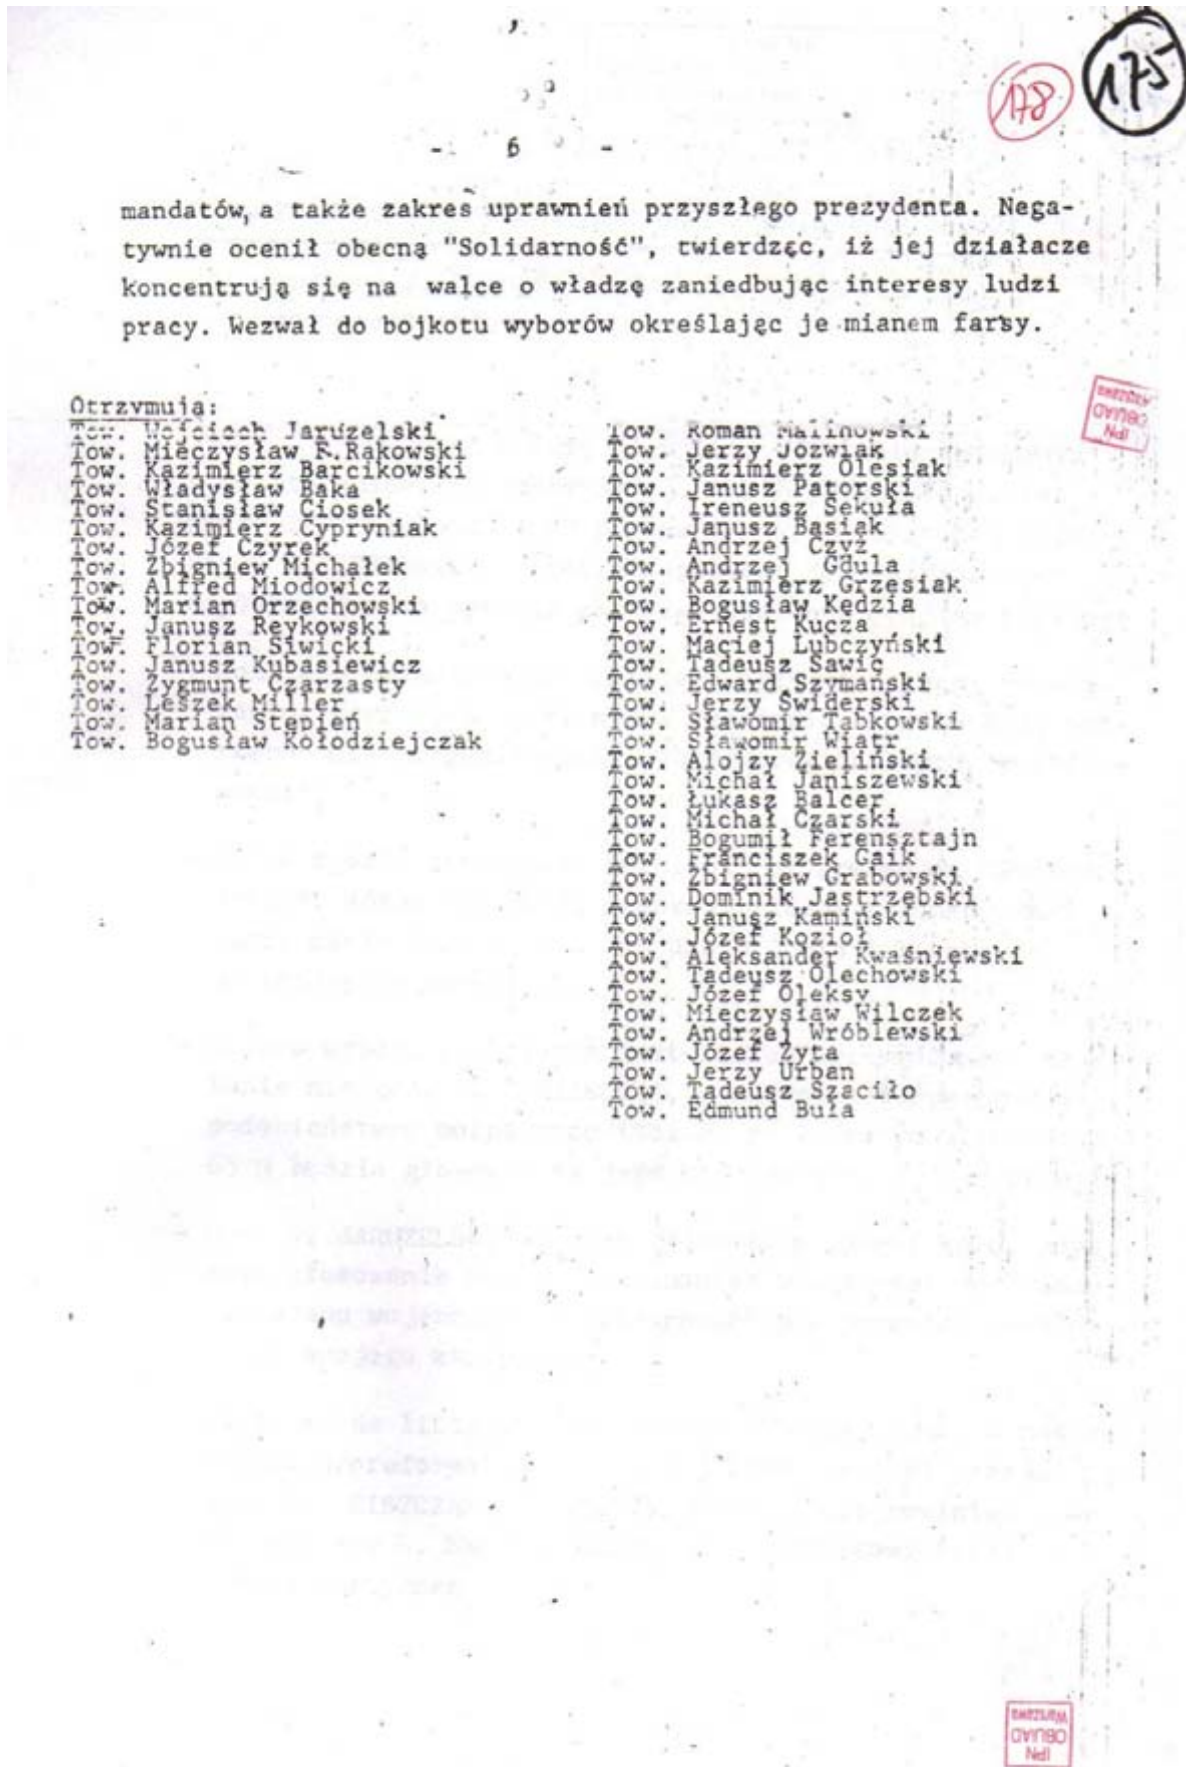 178
175
- 6 -
mandatów, a także zakres uprawnień przyszłego prezydenta. Nega-
tywnie ocenił obecną "Solidarność", twierdząc, iż jej działacze
koncentrują się na walce o władzę zaniedbując interesy ludzi
pracy. Wezwał do bojkotu wyborów określając je mianem farsy.
IPN
OBUiAD
Warszawa
Otrzymują:
Tow. Wojciech Jaruzelski
Tow. Mieczysław F.Rakowski
Tow. Kazimierz Barcikowski
Tow. Władysław Baka
Tow. Stanisław Ciosek
Tow. Kazimierz Cypryniak
Tow. Józef Czyrek
Tow. Zbigniew Michałek
Tow. Alfred Miodowicz
Tow. Marian Orzechowski
Tow. Janusz Reykowski
Tow. Florian Siwicki
Tow. Janusz Kubasiewicz
Tow. Zygmunt Czarzasty
Tow. Leszek Miller
Tow. Marian Stępień
Tow. Bogusław Kołodziejczak
Tow. Roman Malinowski
Tow. Jerzy Jóźwiak
Tow. Kazimierz Olesiak
Tow. Janusz Patorski
Tow. Ireneusz Sekuła
Tow. Janusz Basiak
Tow. Andrzej Czyż
Tow. Andrzej Gdula
Tow. Kazimierz Grzesiak
Tow. Bogusław Kędzia
Tow. Ernest Kucza
Tow. Maciej Lubczyński
Tow. Tadeusz Sawic
Tow. Edward Szymański
Tow. Jerzy Świderski
Tow. Sławomir Tabkowski
Tow. Sławomir Wiatr
Tow. Alojzy Zieliński
Tow. Michał Janiszewski
Tow. Łukasz Balcer
Tow. Michał Czarski
Tow. Bogumił Ferensztajn
Tow. Franciszek Gaik
Tow. Zbigniew Grabowski
Tow. Dominik Jastrzębski
Tow. Janusz Kamiński
Tow. Józef Kozioł
Tow. Aleksander Kwaśniewski
Tow. Tadeusz Olechowski
Tow. Józef Oleksy
Tow. Mieczysław Wilczek
Tow. Andrzej Wróblewski
Tow. Józef Żyta
Tow. Jerzy Urban
Tow. Tadeusz Szaciło
Tow. Edmund Buła
IPN
OBUiAD
Warszawa